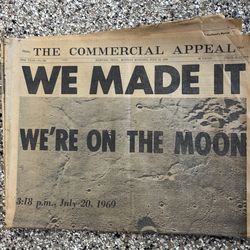 THE COMMERCIAL APPEAL
WE MADE IT
WE'RE ON THE MOON
3:18 p.m., July 20, 1969